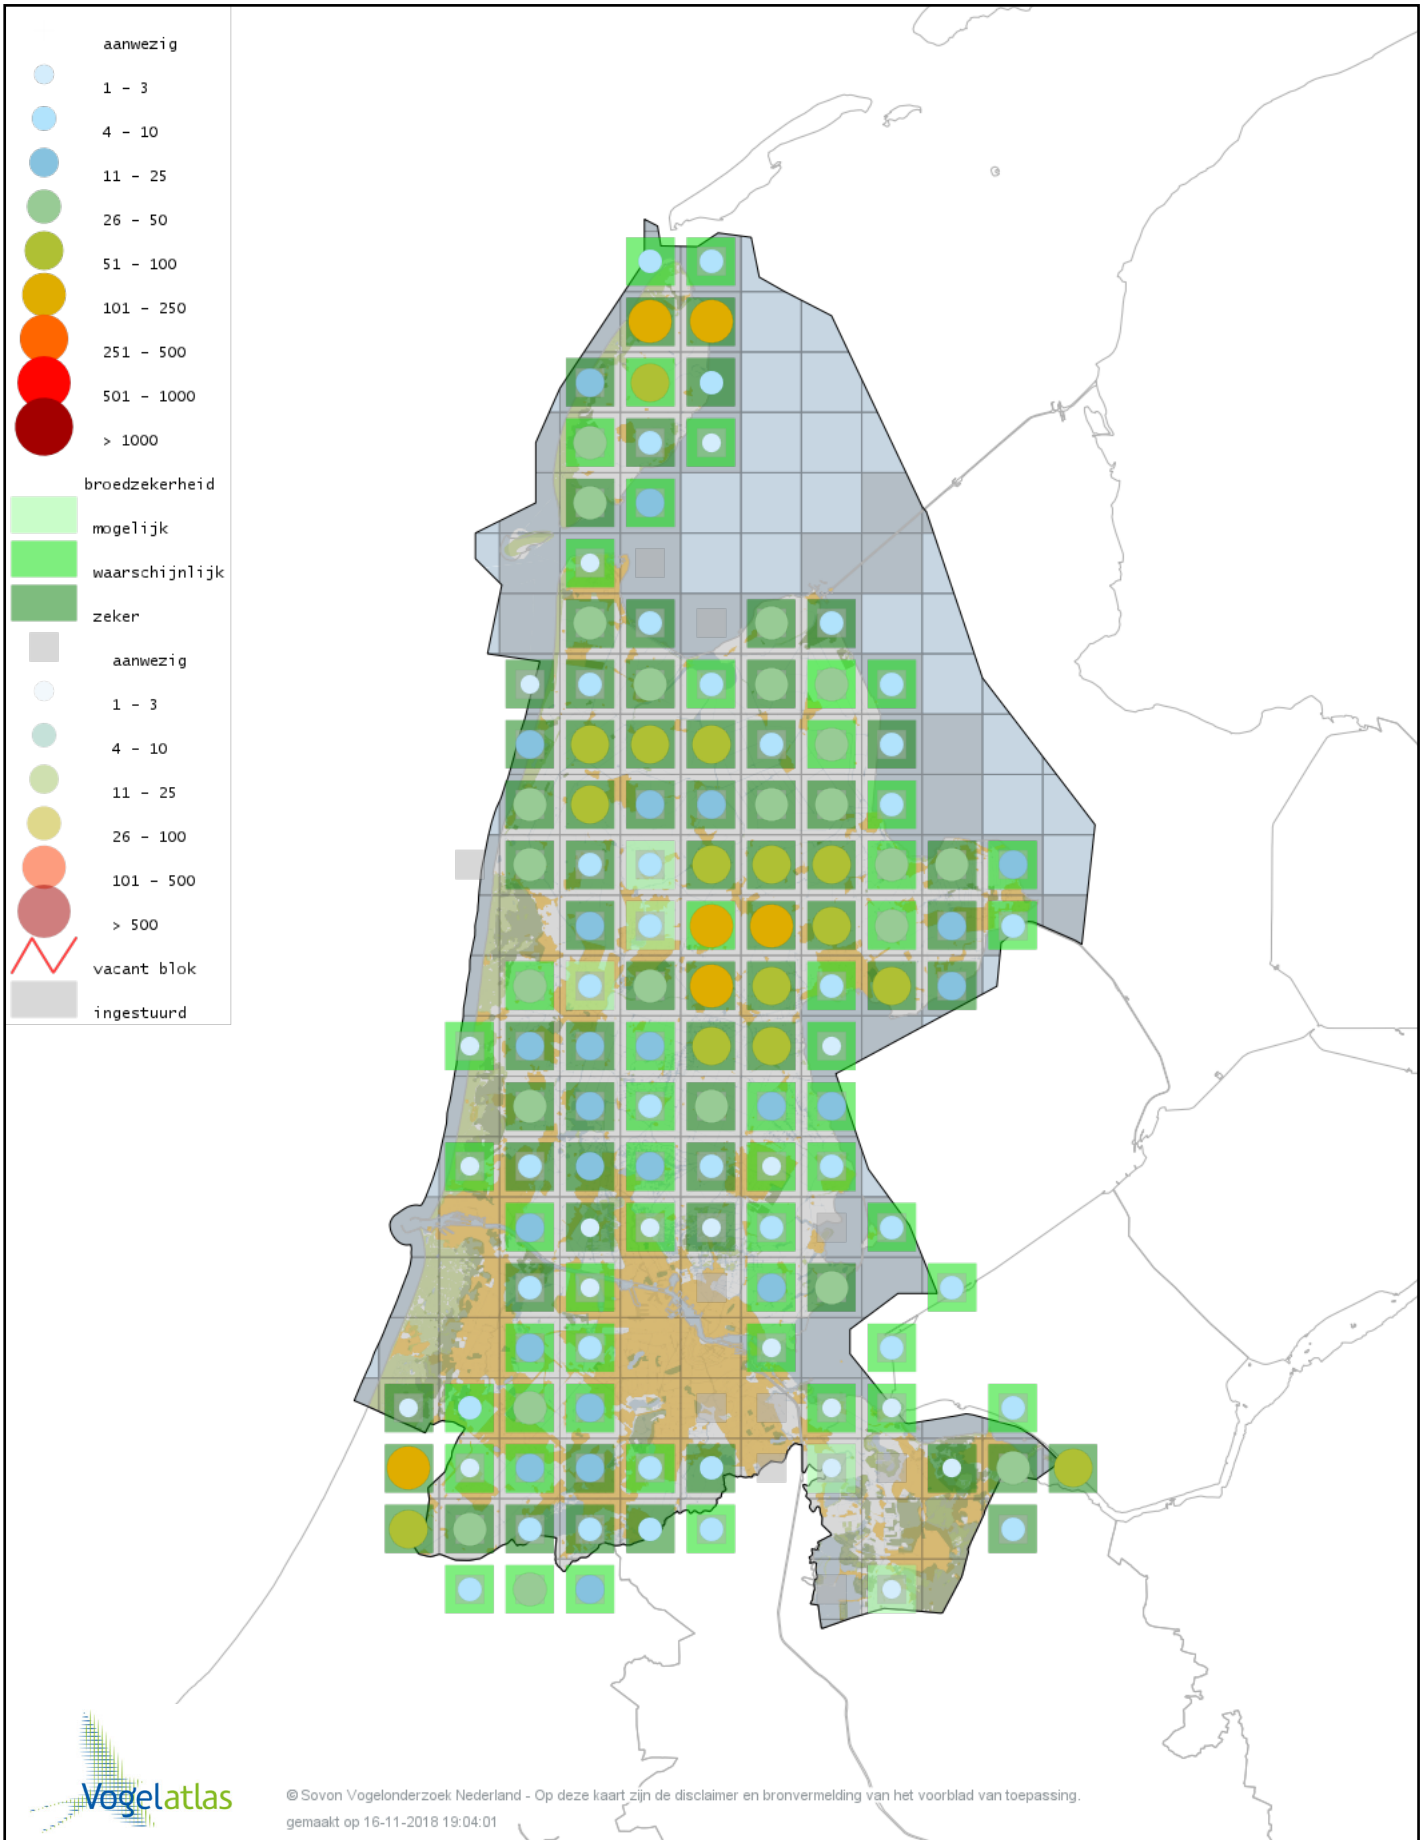 aanwezig
1 - 3
4 - 10
11 - 25
26 - 50
51 - 100
101 - 250
251 - 500
501 - 1000
> 1000
broedzekerheid
mogelijk
waarschijnlijk
zeker
aanwezig
1 - 3
4 - 10
11 - 25
26 - 100
101 - 500
> 500
vacant blok
ingestuurd
Vogelatlas
© Sovon Vogelonderzoek Nederland - Op deze kaart zijn de disclaimer en bronvermelding van het voorblad van toepassing.
gemaakt op 16-11-2018 19:04:01